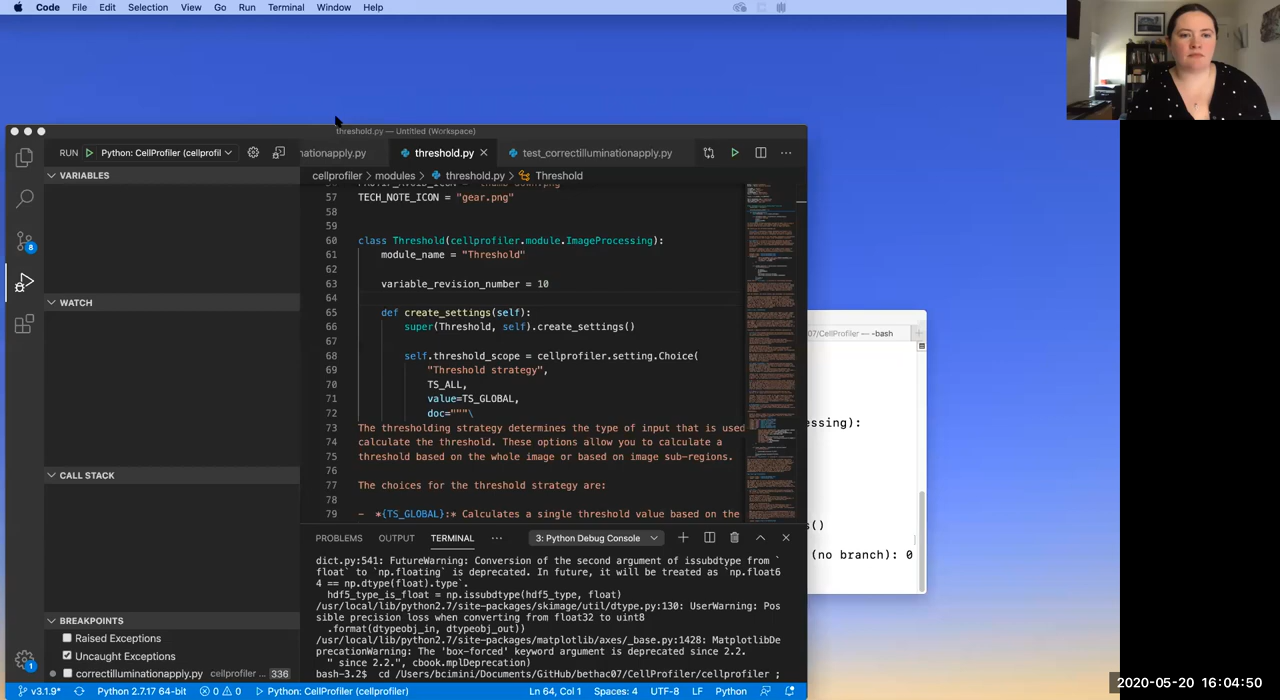 Code File Edit Selection View Go Run Terminal Window Help
threshold.py — Untitled (Workspace)
RUN Python: CellProfiler (cellprofil
nationapply.py threshold.py test_correctilluminationapply.py
VARIABLES
cellprofiler > modules > threshold.py > Threshold
57 TECH_NOTE_ICON = "gear.png"
58
59
60 class Threshold(cellprofiler.module.ImageProcessing):
61 module_name = "Threshold"
62
63 variable_revision_number = 10
64
65 def create_settings(self):
66 super(Threshold, self).create_settings()
67
68 self.threshold_scope = cellprofiler.setting.Choice(
69 "Threshold strategy",
70 TS_ALL,
71 value=TS_GLOBAL,
72 doc="""\
73 The thresholding strategy determines the type of input that is used
74 calculate the threshold. These options allow you to calculate a
75 threshold based on the whole image or based on image sub-regions.
76
77 The choices for the threshold strategy are:
78
79 - *{TS_GLOBAL}:* Calculates a single threshold value based on the
WATCH
CALL STACK
BREAKPOINTS
Raised Exceptions
Uncaught Exceptions
correctilluminationapply.py cellprofiler ... 336
8
1
PROBLEMS OUTPUT TERMINAL ... 3: Python Debug Console
dict.py:541: FutureWarning: Conversion of the second argument of issubdtype from `
float` to `np.floating` is deprecated. In future, it will be treated as `np.float6
4 == np.dtype(float).type`.
hdf5_type_is_float = np.issubdtype(hdf5_type, float)
/usr/local/lib/python2.7/site-packages/skimage/util/dtype.py:130: UserWarning: Pos
sible precision loss when converting from float32 to uint8
.format(dtypeobj_in, dtypeobj_out))
/usr/local/lib/python2.7/site-packages/matplotlib/axes/_base.py:1428: MatplotlibDe
precationWarning: The 'box-forced' keyword argument is deprecated since 2.2.
" since 2.2.", cbook.mplDeprecation)
bash-3.2$ cd /Users/bcimini/Documents/GitHub/bethac07/CellProfiler/cellprofiler ;
v3.1.9* Python 2.7.17 64-bit 0 0 Python: CellProfiler (cellprofiler) Ln 64, Col 1 Spaces: 4 UTF-8 LF Python
07/CellProfiler — -bash
essing):
s()
(no branch): 0
2020-05-20 16:04:50